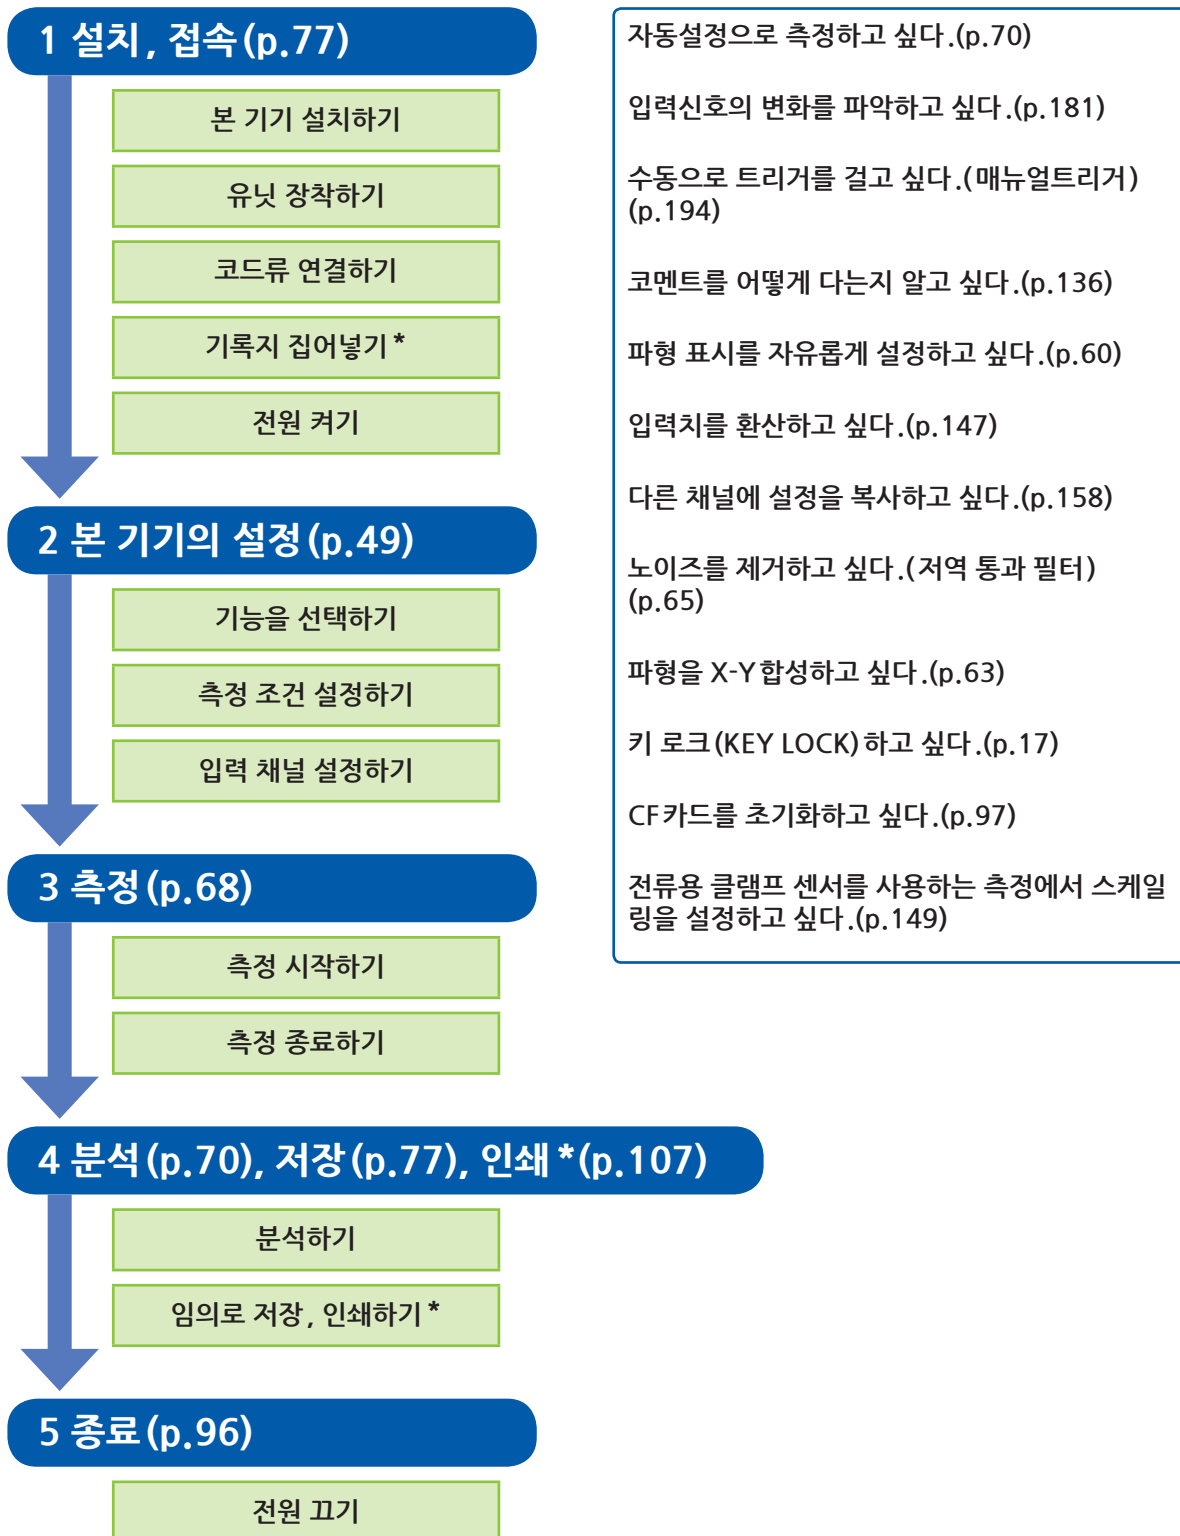 1 설치, 접속(p.77)
본 기기 설치하기
유닛 장착하기
코드류 연결하기
기록지 집어넣기*
전원 켜기
2 본 기기의 설정(p.49)
기능을 선택하기
측정 조건 설정하기
입력 채널 설정하기
3 측정(p.68)
측정 시작하기
측정 종료하기
4 분석(p.70), 저장(p.77), 인쇄*(p.107)
분석하기
임의로 저장, 인쇄하기*
5 종료(p.96)
전원 끄기
자동설정으로 측정하고 싶다.(p.70)
입력신호의 변화를 파악하고 싶다.(p.181)
수동으로 트리거를 걸고 싶다.(매뉴얼트리거)
(p.194)
코멘트를 어떻게 다는지 알고 싶다.(p.136)
파형 표시를 자유롭게 설정하고 싶다.(p.60)
입력치를 환산하고 싶다.(p.147)
다른 채널에 설정을 복사하고 싶다.(p.158)
노이즈를 제거하고 싶다.(저역 통과 필터)
(p.65)
파형을 X-Y합성하고 싶다.(p.63)
키 로크(KEY LOCK)하고 싶다.(p.17)
CF카드를 초기화하고 싶다.(p.97)
전류용 클램프 센서를 사용하는 측정에서 스케일
링을 설정하고 싶다.(p.149)